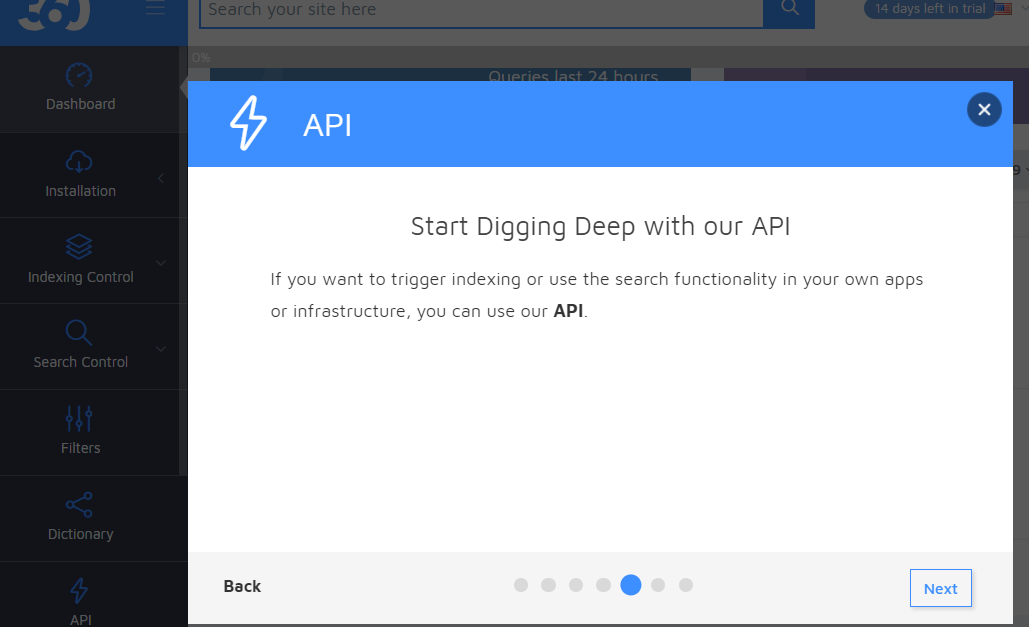 360
Search your site here
14 days left in trial
0%
Queries last 24 hours
Dashboard
Installation
Indexing Control
Search Control
Filters
Dictionary
API
API
9
Start Digging Deep with our API
If you want to trigger indexing or use the search functionality in your own apps
or infrastructure, you can use our API.
Back
Next